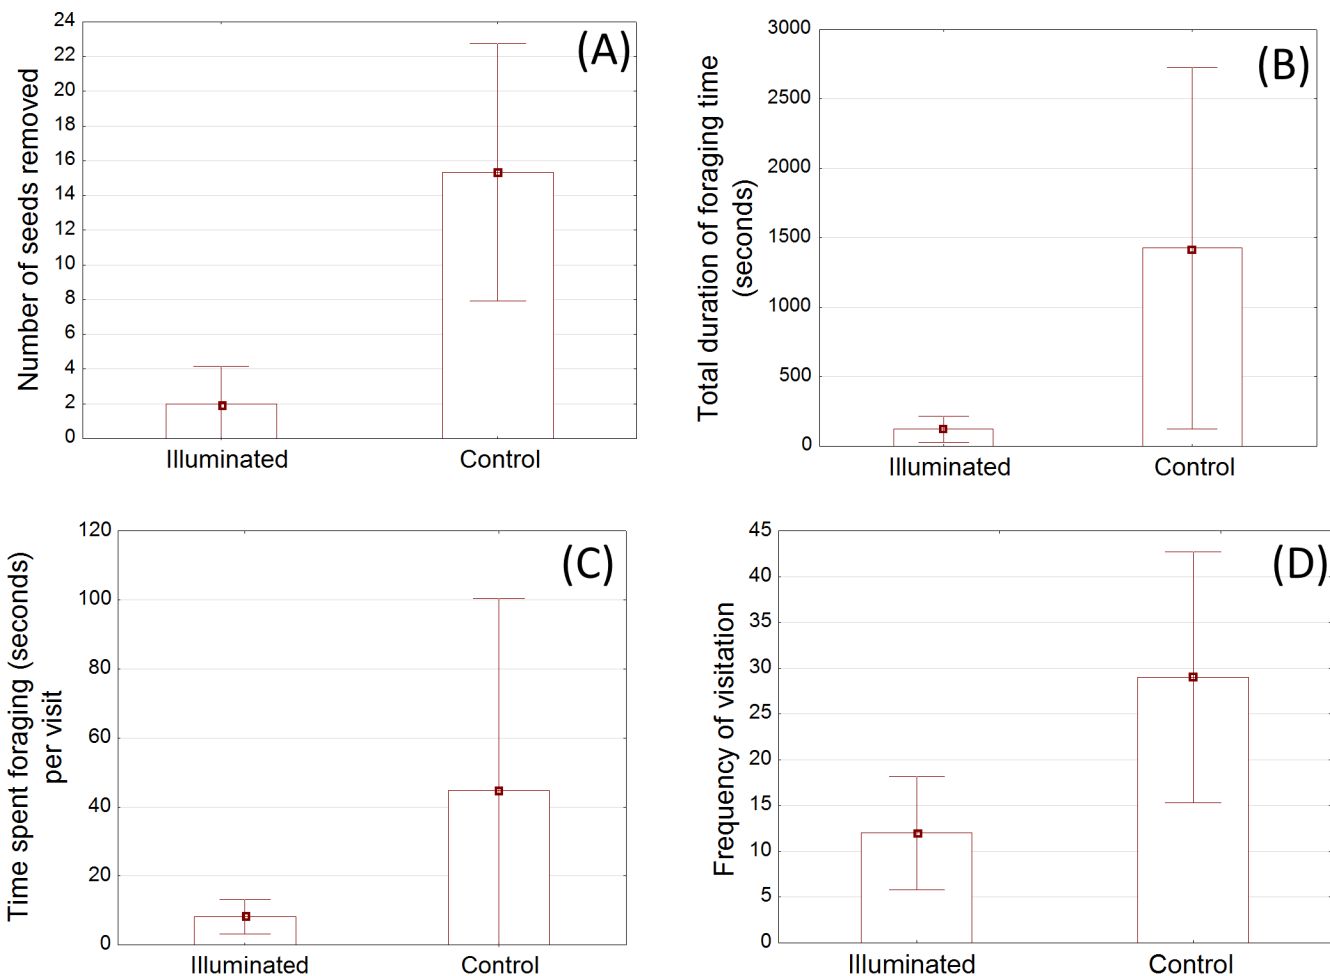 (A)
Number of seeds removed
24
22
20
18
16
14
12
10
8
6
4
2
0
Illuminated
Control
(B)
Total duration of foraging time
(seconds)
3000
2500
2000
1500
1000
500
0
Illuminated
Control
(C)
Time spent foraging (seconds)
per visit
120
100
80
60
40
20
0
Illuminated
Control
(D)
Frequency of visitation
45
40
35
30
25
20
15
10
5
0
Illuminated
Control